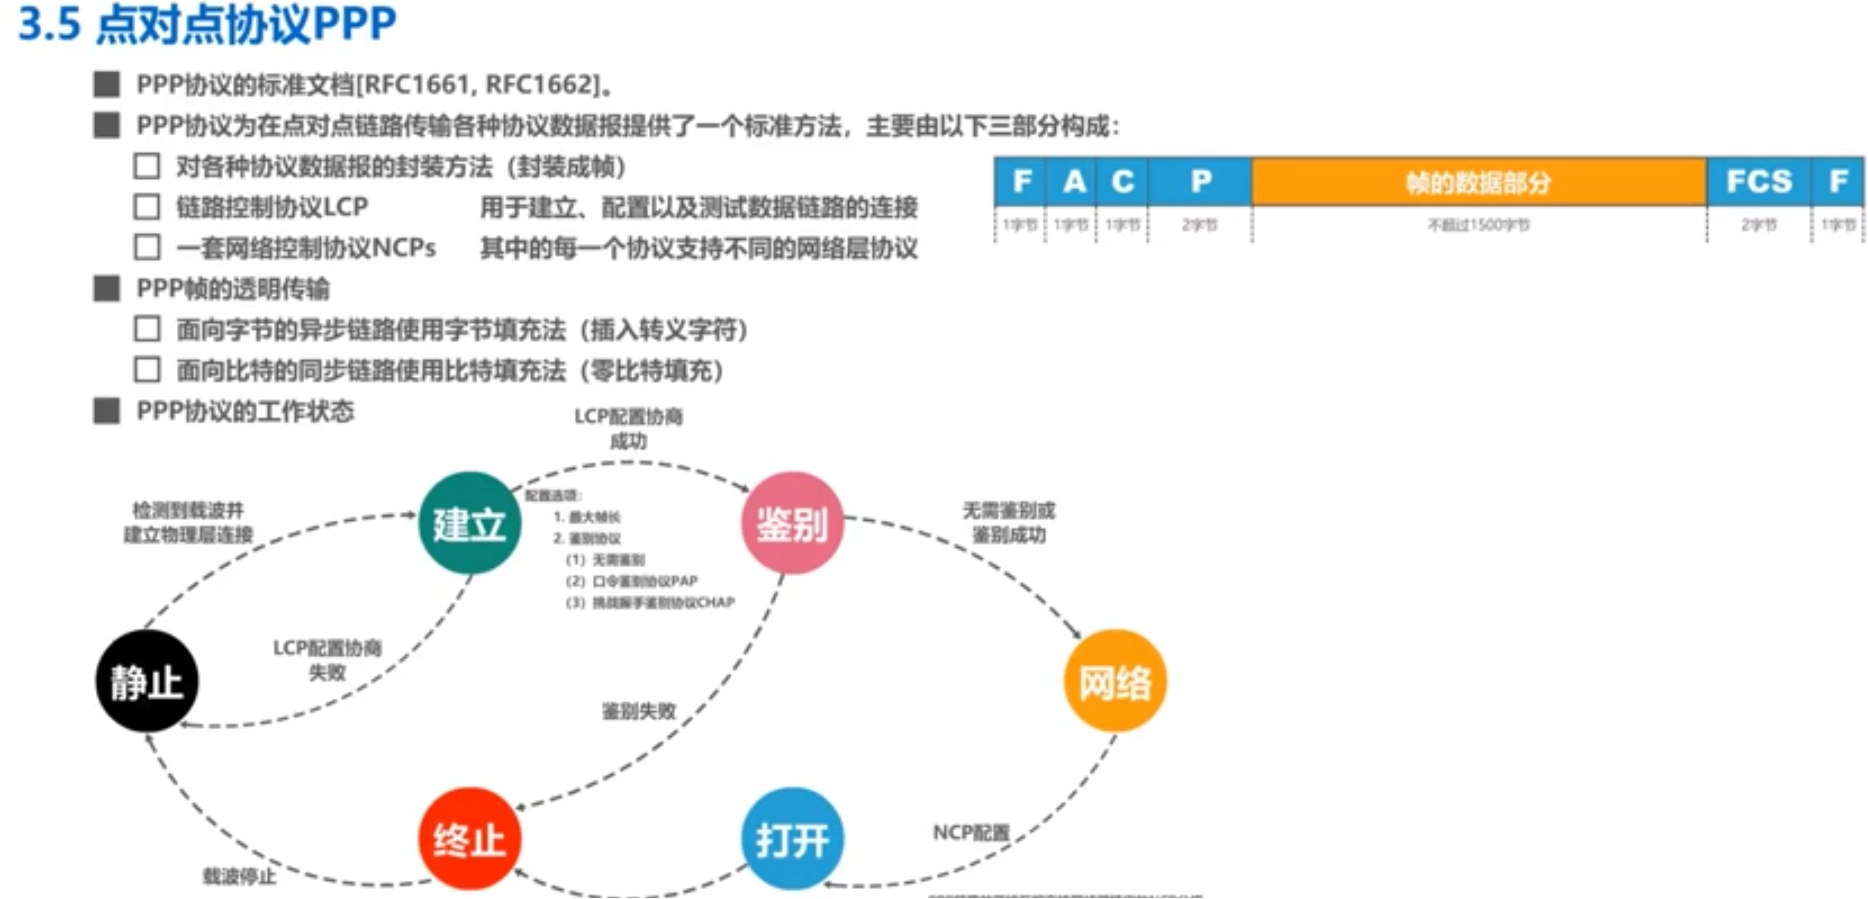 3.5 点对点协议PPP
PPP协议的标准文档[RFC1661, RFC1662]。
PPP协议为在点对点链路传输各种协议数据报提供了一个标准方法，主要由以下三部分构成：
对各种协议数据报的封装方法（封装成帧）
链路控制协议LCP 用于建立、配置以及测试数据链路的连接
一套网络控制协议NCPs 其中的每一个协议支持不同的网络层协议
F A C P 帧的数据部分 FCS F
1字节 1字节 1字节 2字节 不超过1500字节 2字节 1字节
PPP帧的透明传输
面向字节的异步链路使用字节填充法（插入转义字符）
面向比特的同步链路使用比特填充法（零比特填充）
PPP协议的工作状态
LCP配置协商
成功
检测到载波并
建立物理层连接
建立
配置选项：
1. 最大帧长
2. 鉴别协议
（1）无需鉴别
（2）口令鉴别协议PAP
（3）挑战握手鉴别协议CHAP
鉴别
无需鉴别或
鉴别成功
静止
LCP配置协商
失败
鉴别失败
网络
终止
打开
NCP配置
载波停止